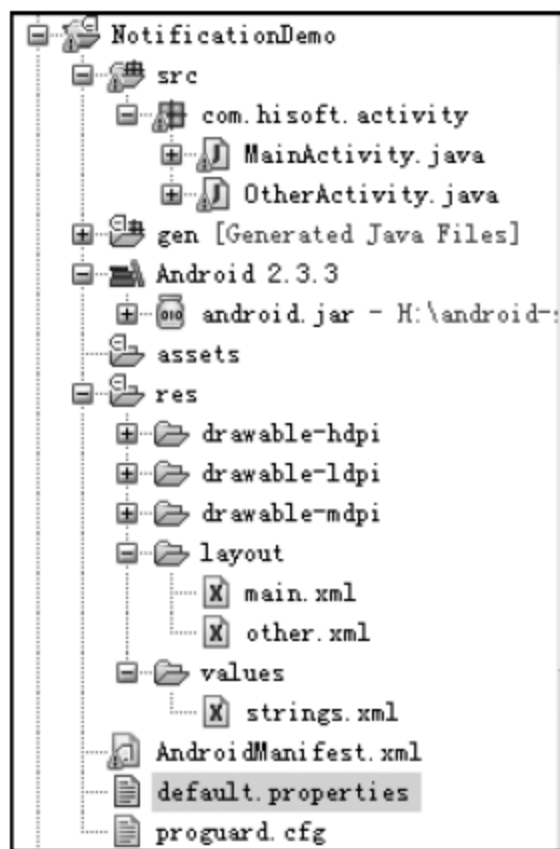 NotificationDemo
src
com.hisoft.activity
MainActivity.java
OtherActivity.java
gen [Generated Java Files]
Android 2.3.3
android.jar - H:\android-
assets
res
drawable-hdpi
drawable-ldpi
drawable-mdpi
layout
main.xml
other.xml
values
strings.xml
AndroidManifest.xml
default.properties
proguard.cfg